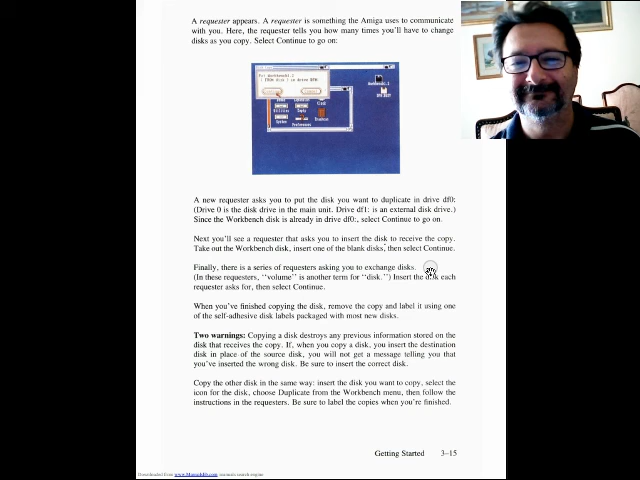 A requester appears. A requester is something the Amiga uses to communicate
with you. Here, the requester tells you how many times you'll have to change
disks as you copy. Select Continue to go on:
A new requester asks you to put the disk you want to duplicate in drive df0:
(Drive 0 is the disk drive in the main unit. Drive df1: is an external disk drive.)
Since the Workbench disk is already in drive df0:, select Continue to go on.
Next you'll see a requester that asks you to insert the disk to receive the copy.
Take out the Workbench disk, insert one of the blank disks, then select Continue.
Finally, there is a series of requesters asking you to exchange disks.
(In these requesters, ‘‘volume’’ is another term for ‘‘disk.’’) Insert the disk each
requester asks for, then select Continue.
When you've finished copying the disk, remove the copy and label it using one
of the self-adhesive disk labels packaged with most new disks.
Two warnings: Copying a disk destroys any previous information stored on the
disk that receives the copy. If, when you copy a disk, you insert the destination
disk in place of the source disk, you will not get a message telling you that
you've inserted the wrong disk. Be sure to insert the correct disk.
Copy the other disk in the same way: insert the disk you want to copy, select the
icon for the disk, choose Duplicate from the Workbench menu, then follow the
instructions in the requesters. Be sure to label the copies when you're finished.
Getting Started 3–15
Downloaded from www.Manualslib.com manuals search engine